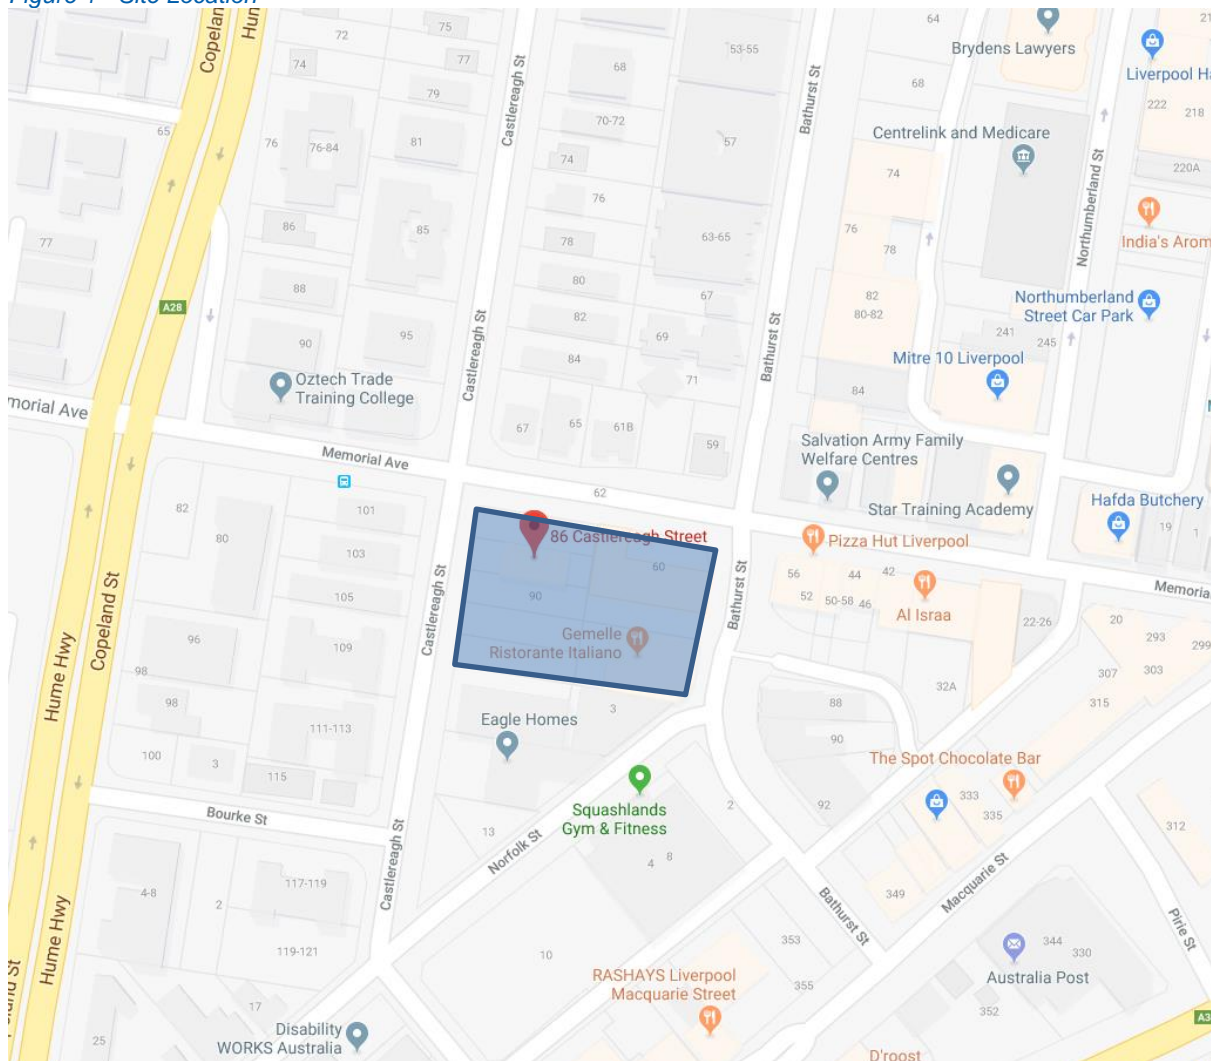 Figure 1 - Site Location
Copeland
Hum
72
75
77
74
79
65
76
76-84
81
86
85
77
88
A28
90
95
Oztech Trade
Training College
Memorial Ave
Castlereagh St
68
70-72
74
76
78
80
82
84
67
65
61B
59
53-55
57
63-65
67
69
71
Bathurst St
Castlereagh St
Bathurst St
64
Brydens Lawyers
68
Centrelink and Medicare
74
76
78
82
80-82
84
Mitre 10 Liverpool
241
245
Northumberland
Street Car Park
Northumberland St
Liverpool Ha
222
218
21
220A
India's Arom
Salvation Army Family
Welfare Centres
Star Training Academy
Hafda Butchery
19
1
morial Ave
62
86 Castlereagh Street
60
90
Gemelle
Ristorante Italiano
Castlereagh St
Bathurst St
Pizza Hut Liverpool
56
52
50-58
44
46
42
Al Israa
22-26
32A
Memoria
20
293
299
307
303
315
82
80
101
103
105
109
96
98
98
100
3
111-113
115
Hume Hwy
Copeland St
Bourke St
Eagle Homes
3
13
Norfolk St
Squashlands
Gym & Fitness
2
4
8
88
90
92
The Spot Chocolate Bar
333
335
349
Macquarie St
312
Pirie St
Castlereagh St
4-8
2
117-119
119-121
Hume Hwy
peland St
25
17
Disability
WORKS Australia
10
RASHAYS Liverpool
Macquarie Street
353
355
Bathurst St
344
330
Australia Post
352
A3
D'roost